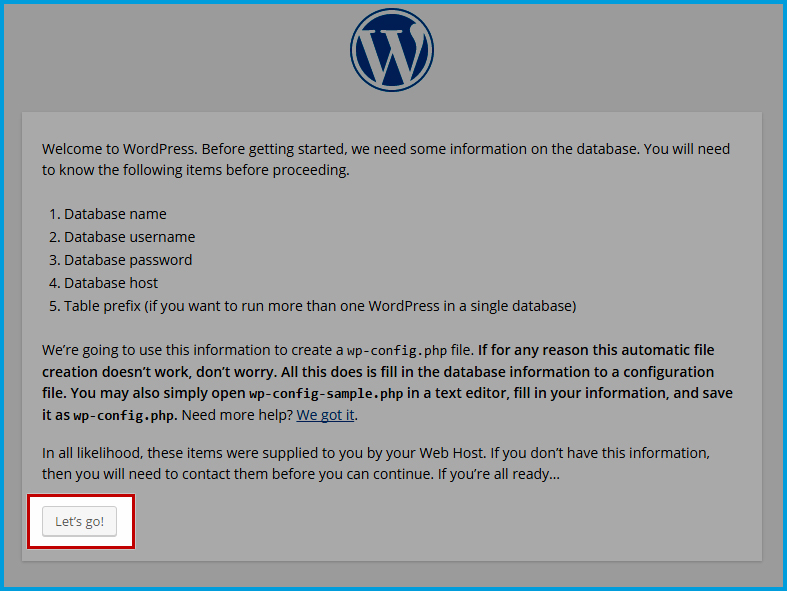 Welcome to WordPress. Before getting started, we need some information on the database. You will need
to know the following items before proceeding.
1. Database name
2. Database username
3. Database password
4. Database host
5. Table prefix (if you want to run more than one WordPress in a single database)
We’re going to use this information to create a wp-config.php file. If for any reason this automatic file
creation doesn’t work, don’t worry. All this does is fill in the database information to a configuration
file. You may also simply open wp-config-sample.php in a text editor, fill in your information, and save
it as wp-config.php. Need more help? We got it.
In all likelihood, these items were supplied to you by your Web Host. If you don’t have this information,
then you will need to contact them before you can continue. If you’re all ready…
Let’s go!